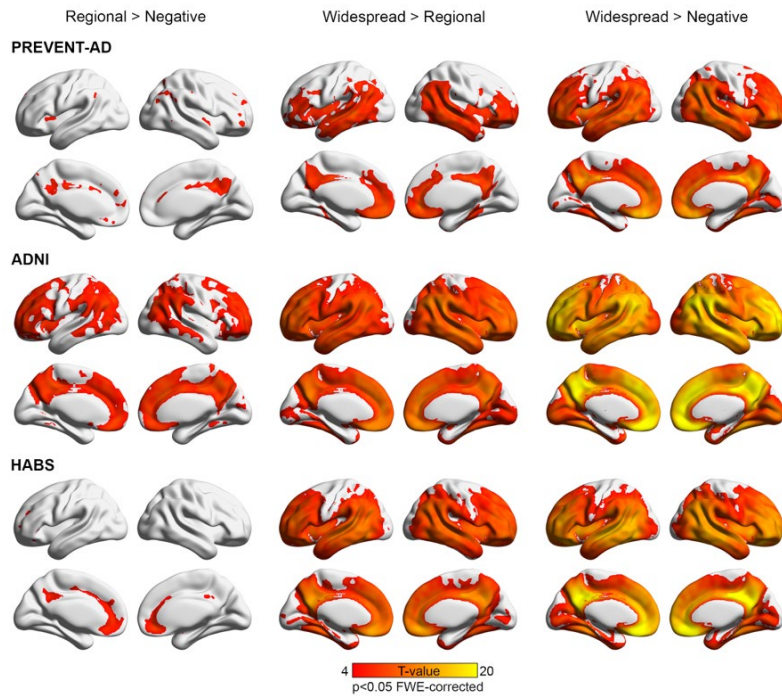 Regional > Negative
Widespread > Regional
Widespread > Negative
PREVENT-AD
ADNI
HABS
4 T-value 20
p<0.05 FWE-corrected